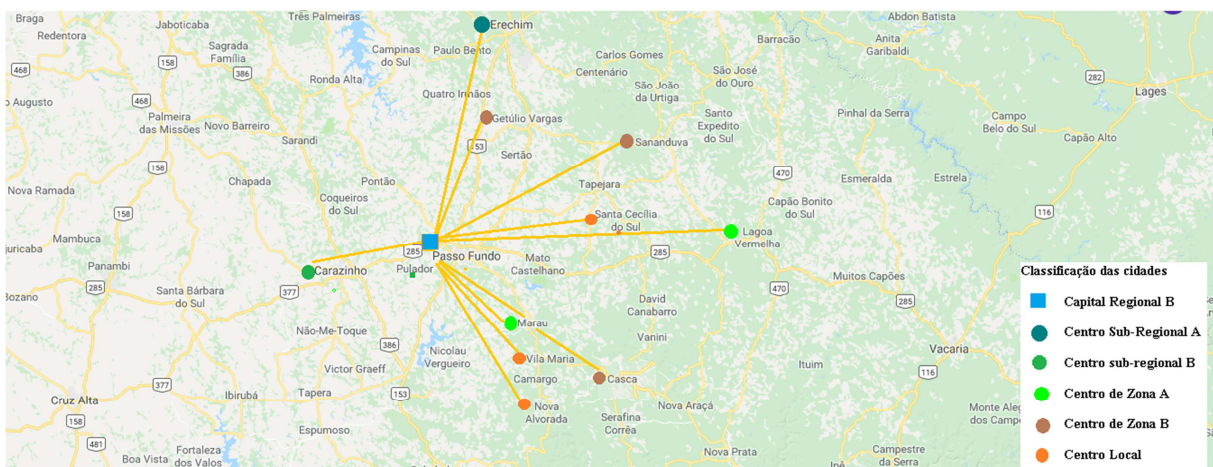 Braga
Jaboticaba
Três Palmeiras
Erechim
Redentora
Sagrada
Família
Campinas
do Sul
Paulo Bento
Carlos Gomes
Barracão
Abdon Batista
Anita
Garibaldi
468
158
386
Ronda Alta
Centenário
São José
do Ouro
282
Lages
Augusto
468
158
Quatro Irmãos
São João
da Urtiga
Palmeira
das Missões
Novo Barreiro
Getúlio Vargas
Santo
Expedito
do Sul
Pinhal da Serra
Campo
Belo do Sul
Capão Alto
Sarandi
153
Sananduva
158
Sertão
Nova Ramada
Chapada
Pontão
Tapejara
470
Esmeralda
Estrela
Coqueiros
do Sul
Santa Cecília
do Sul
Capão Bonito
do Sul
158
386
116
Mambuca
Lagoa
Vermelha
Panambi
285
Passo Fundo
Mato
Castelhano
285
Carazinho
Pulador
285
Bozano
Santa Bárbara
do Sul
377
470
Muitos Capões
285
David
Canabarro
Não-Me-Toque
Marau
Vanini
386
Nicolau
Vergueiro
Vila Maria
Ituim
Vacaria
Victor Graeff
Camargo
Casca
116
377
Ibirubá
Tapera
153
Nova
Alvorada
Nova Araçá
Cruz Alta
158
Serafina
Corrêa
Monte Aleg
dos Camp
Espumoso
481
Boa Vista
Fortaleza
dos Valos
Nova Prata
Ipê
Campestre
da Serra
Classificação das cidades
Capital Regional B
Centro Sub-Regional A
Centro sub-regional B
Centro de Zona A
Centro de Zona B
Centro Local